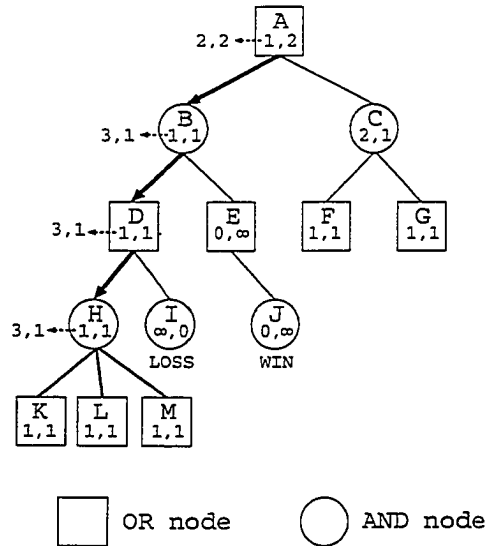 A
2,2 1,2
B C
3,1 1,1 2,1
D E F G
3,1 1,1 0,∞ 1,1 1,1
H I J
3,1 1,1 ∞,0 0,∞
LOSS WIN
K L M
1,1 1,1 1,1
OR node AND node